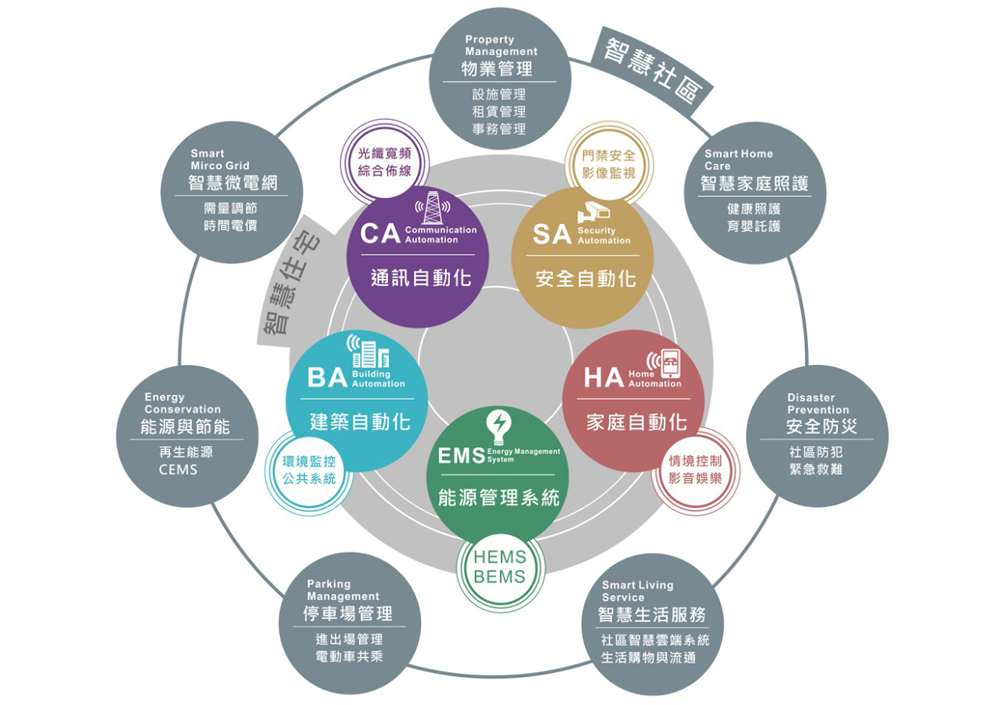 Property
Management
物業管理
設施管理
租賃管理
事務管理
智慧社區
Smart
Mirco Grid
智慧微電網
需量調節
時間電價
光纖寬頻
綜合佈線
門禁安全
影像監視
Smart Home
Care
智慧家庭照護
健康照護
育嬰託護
智慧住宅
CA Communication
Automation
通訊自動化
SA Security
Automation
安全自動化
BA Building
Automation
建築自動化
HA Home
Automation
家庭自動化
Energy
Conservation
能源與節能
再生能源
CEMS
環境監控
公共系統
EMS Energy Management
System
能源管理系統
情境控制
影音娛樂
Disaster
Prevention
安全防災
社區防犯
緊急救難
HEMS
BEMS
Parking
Management
停車場管理
進出場管理
電動車共乘
Smart Living
Service
智慧生活服務
社區智慧雲端系統
生活購物與流通